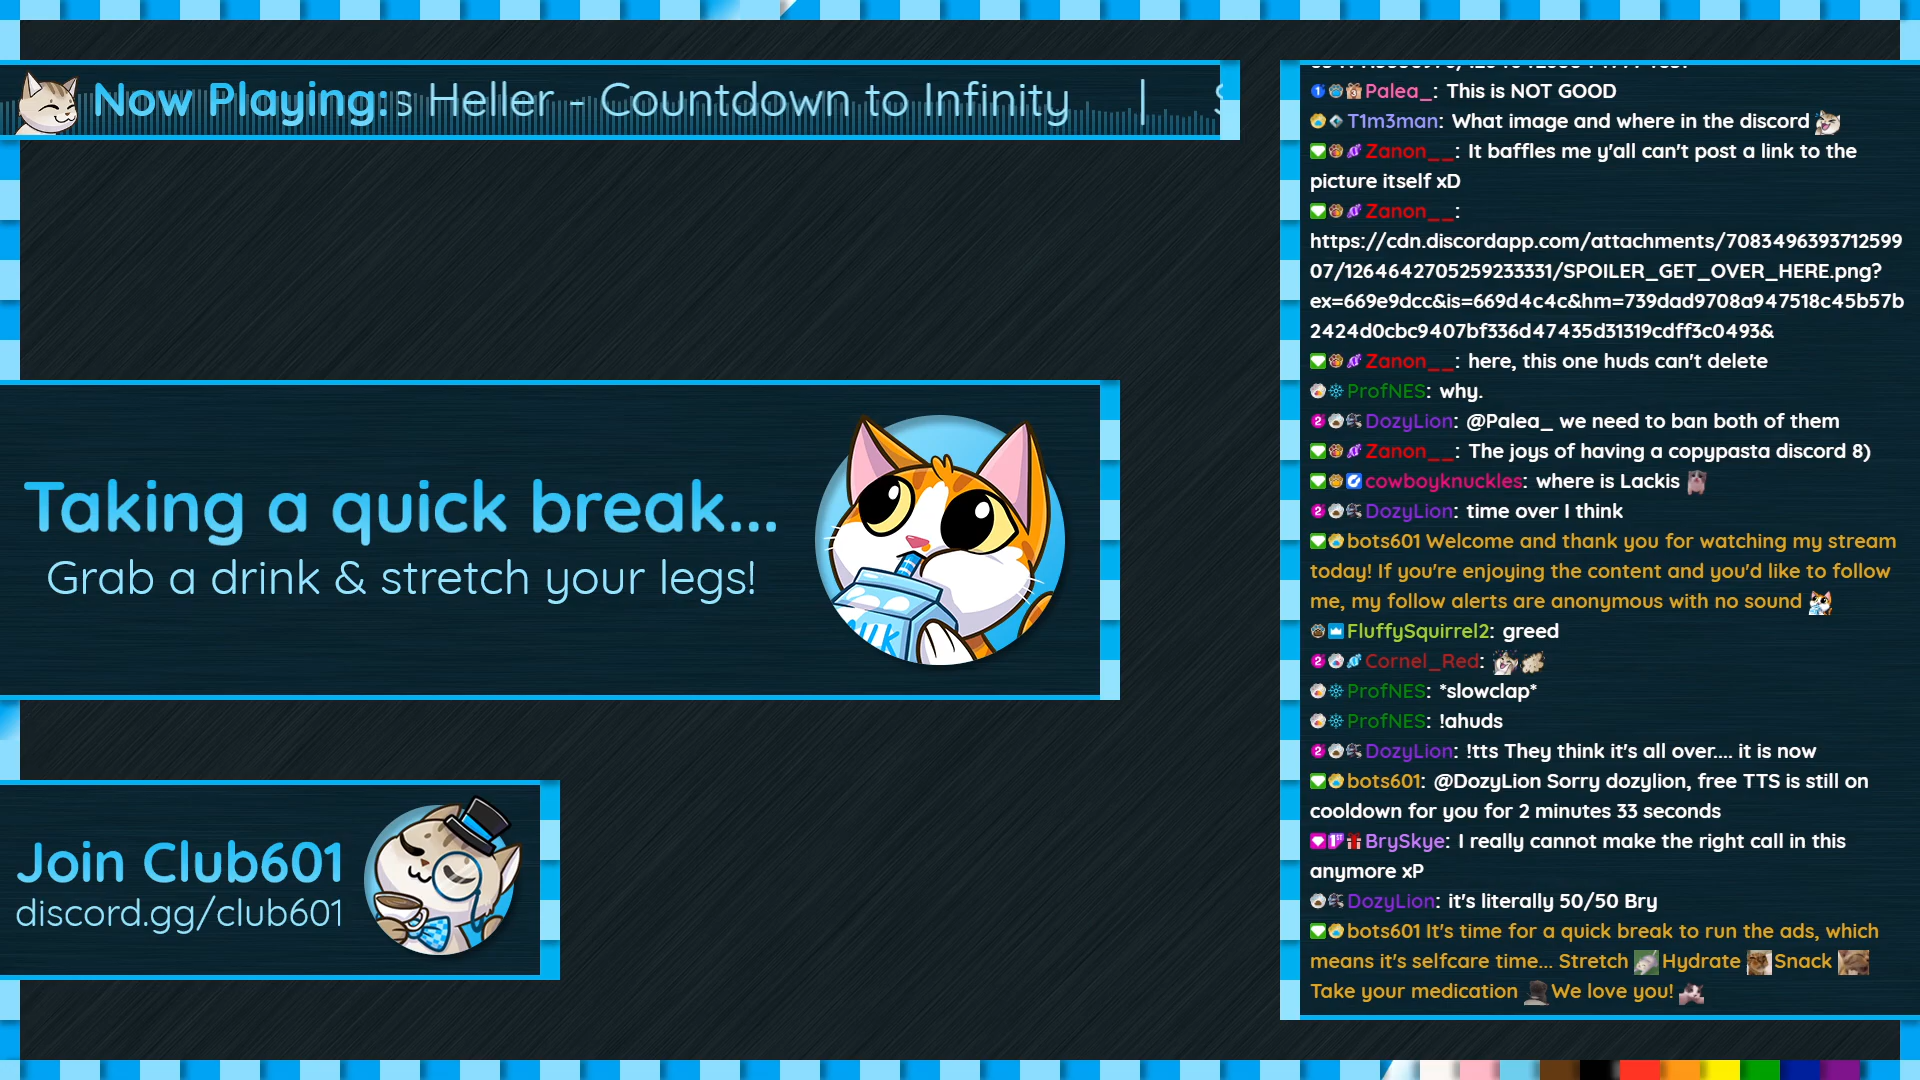 Now Playing: s Heller - Countdown to Infinity |
Taking a quick break...
Grab a drink & stretch your legs!
MILK
Join Club601
discord.gg/club601
Palea_: This is NOT GOOD
T1m3man: What image and where in the discord
Zanon__: It baffles me y'all can't post a link to the
picture itself xD
Zanon__:
https://cdn.discordapp.com/attachments/7083496393712599
07/1264642705259233331/SPOILER_GET_OVER_HERE.png?
ex=669e9dcc&is=669d4c4c&hm=739dad9708a947518c45b57b
2424d0cbc9407bf336d47435d31319cdff3c0493&
Zanon__: here, this one huds can't delete
ProfNES: why.
DozyLion: @Palea_ we need to ban both of them
Zanon__: The joys of having a copypasta discord 8)
cowboyknuckles: where is Lackis
DozyLion: time over I think
bots601 Welcome and thank you for watching my stream
today! If you're enjoying the content and you'd like to follow
me, my follow alerts are anonymous with no sound
FluffySquirrel2: greed
Cornel_Red:
ProfNES: *slowclap*
ProfNES: !ahuds
DozyLion: !tts They think it's all over.... it is now
bots601: @DozyLion Sorry dozylion, free TTS is still on
cooldown for you for 2 minutes 33 seconds
BrySkye: I really cannot make the right call in this
anymore xP
DozyLion: it's literally 50/50 Bry
bots601 It's time for a quick break to run the ads, which
means it's selfcare time... Stretch Hydrate Snack
Take your medication We love you!